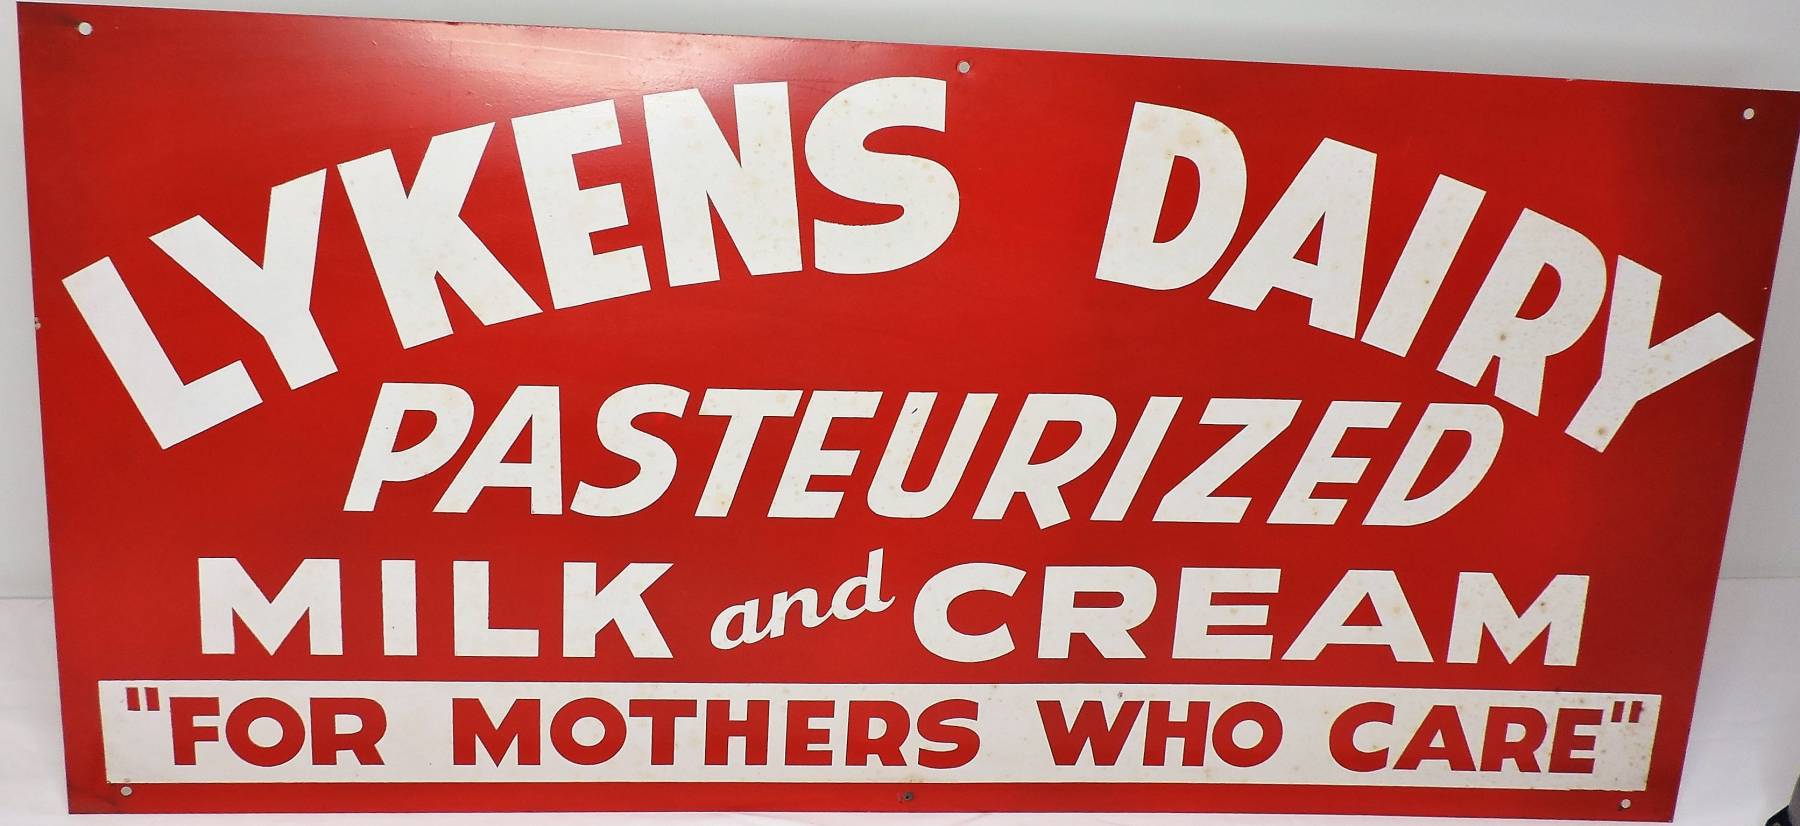 LYKENS DAIRY
PASTEURIZED
MILK and CREAM
"FOR MOTHERS WHO CARE"